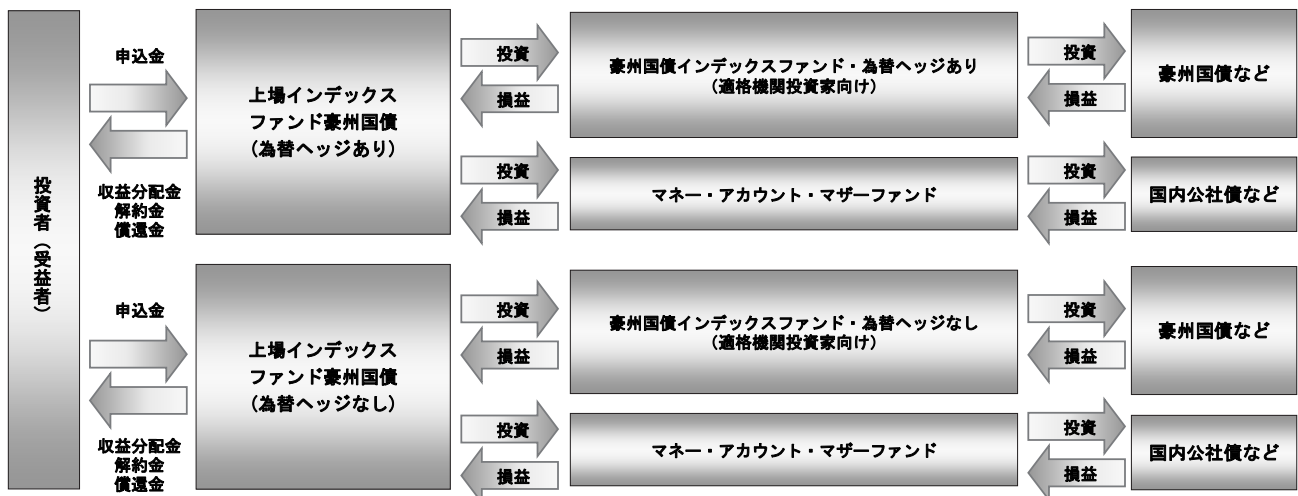 投資者（受益者）
申込金
収益分配金
解約金
償還金
上場インデックス
ファンド豪州国債
（為替ヘッジあり）
投資
損益
豪州国債インデックスファンド・為替ヘッジあり
（適格機関投資家向け）
投資
損益
豪州国債など
投資
損益
マネー・アカウント・マザーファンド
投資
損益
国内公社債など
申込金
収益分配金
解約金
償還金
上場インデックス
ファンド豪州国債
（為替ヘッジなし）
投資
損益
豪州国債インデックスファンド・為替ヘッジなし
（適格機関投資家向け）
投資
損益
豪州国債など
投資
損益
マネー・アカウント・マザーファンド
投資
損益
国内公社債など